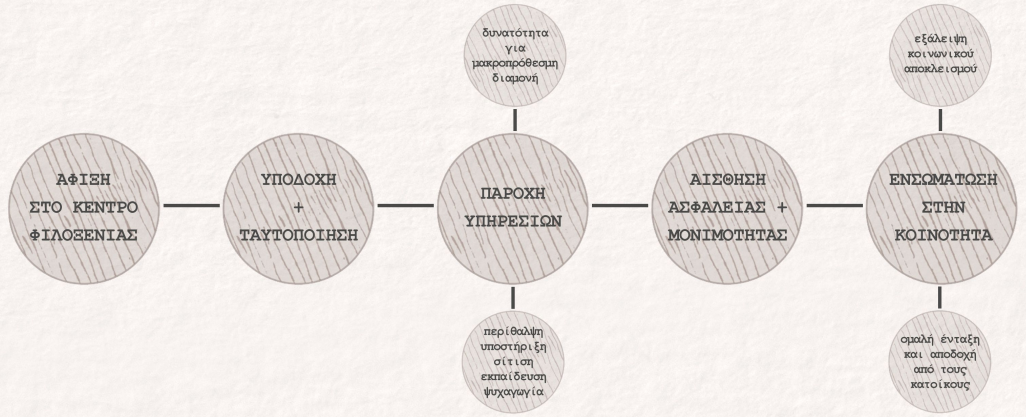 ΑΦΙΞΗ
ΣΤΟ ΚΕΝΤΡΟ
ΦΙΛΟΞΕΝΙΑΣ
ΥΠΟΔΟΧΗ
+
ΤΑΥΤΟΠΟΙΗΣΗ
δυνατότητα
για
μακροπρόθεσμη
διαμονή
ΠΑΡΟΧΗ
ΥΠΗΡΕΣΙΩΝ
περίθαλψη
υποστήριξη
σίτιση
εκπαίδευση
ψυχαγωγία
ΑΙΣΘΗΣΗ
ΑΣΦΑΛΕΙΑΣ +
ΜΟΝΙΜΟΤΗΤΑΣ
εξάλειψη
κοινωνικού
αποκλεισμού
ΕΝΣΩΜΑΤΩΣΗ
ΣΤΗΝ
ΚΟΙΝΟΤΗΤΑ
ομαλή ένταξη
και αποδοχή
από τους
κατοίκους